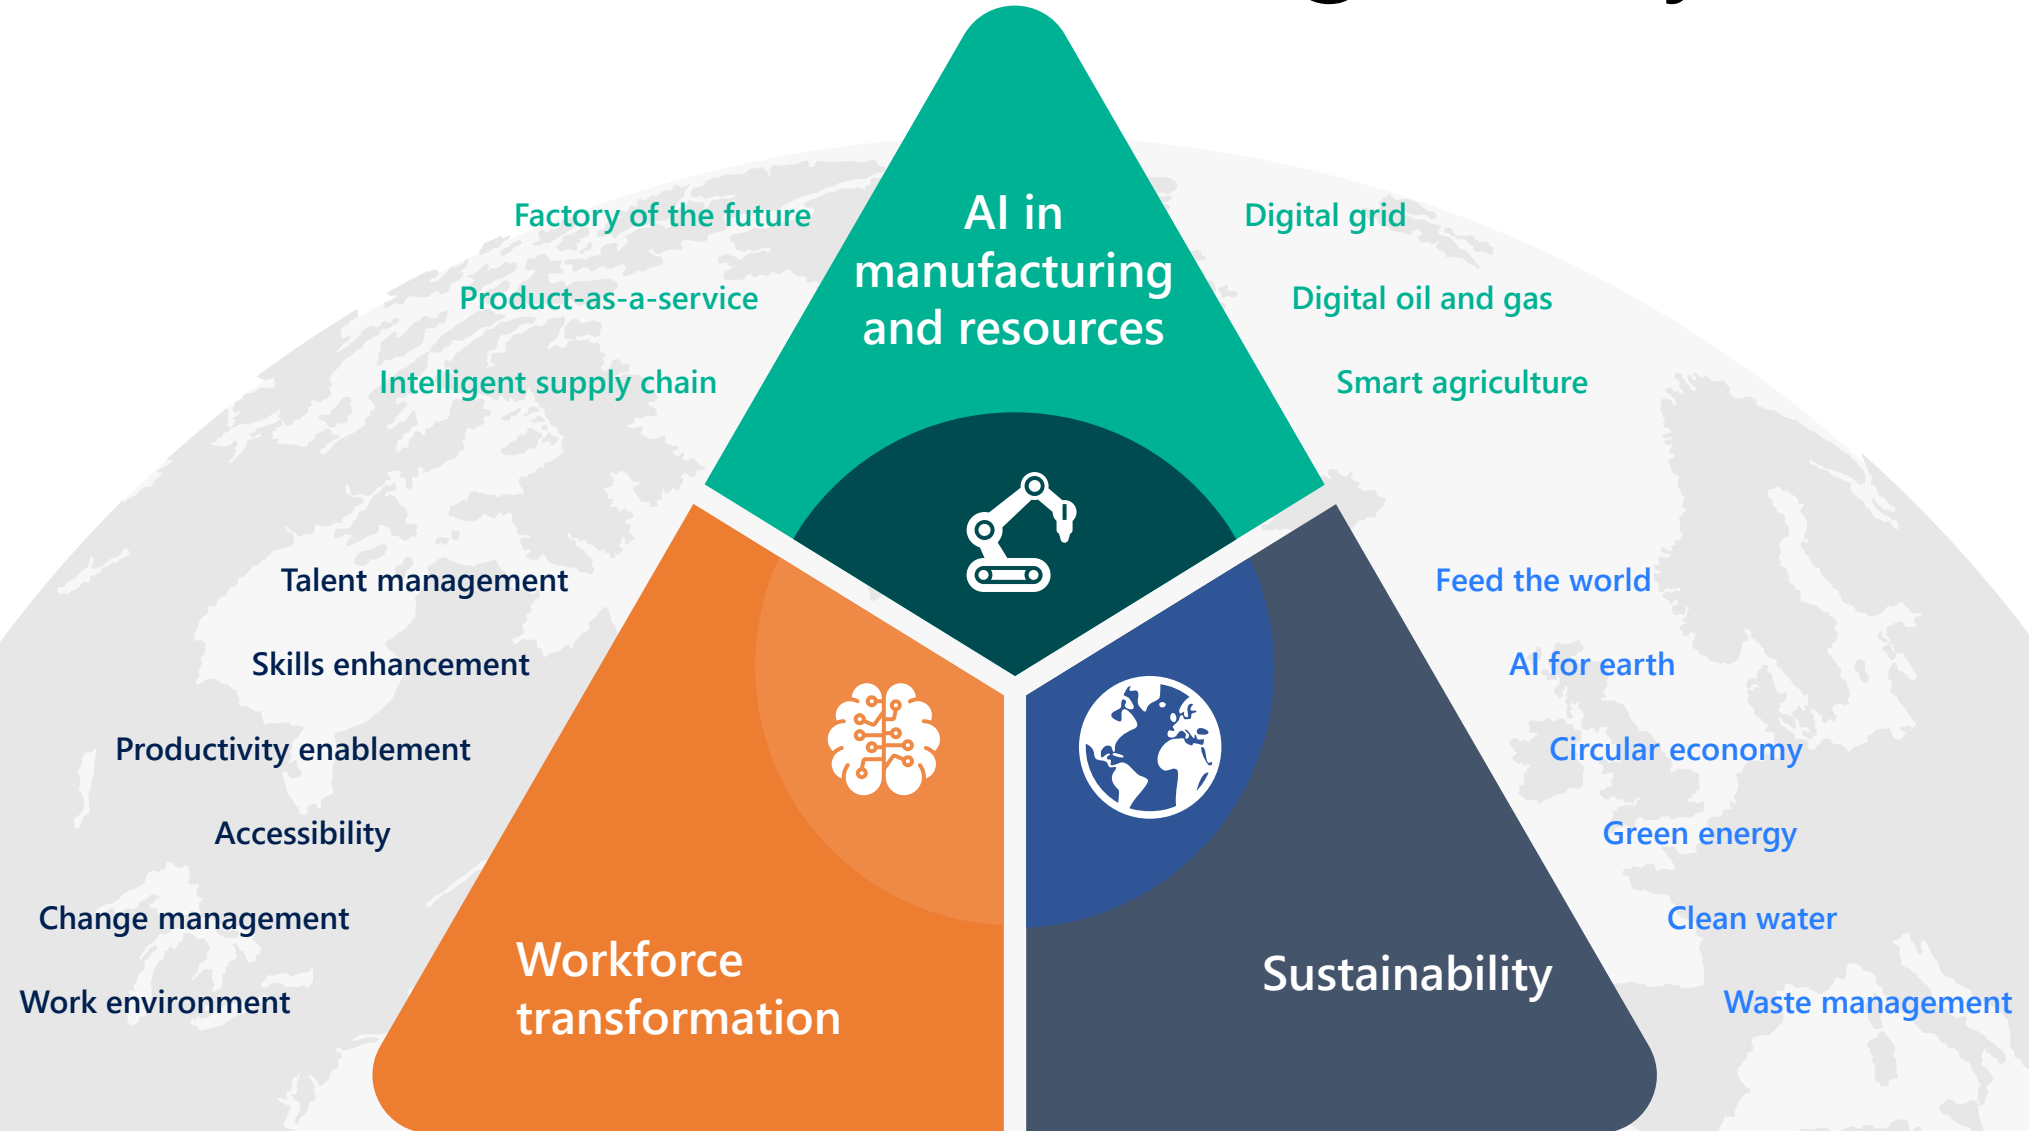 AI in
manufacturing
and resources
Factory of the future
Product-as-a-service
Intelligent supply chain
Digital grid
Digital oil and gas
Smart agriculture
Talent management
Skills enhancement
Productivity enablement
Accessibility
Change management
Work environment
Workforce
transformation
Sustainability
Feed the world
AI for earth
Circular economy
Green energy
Clean water
Waste management